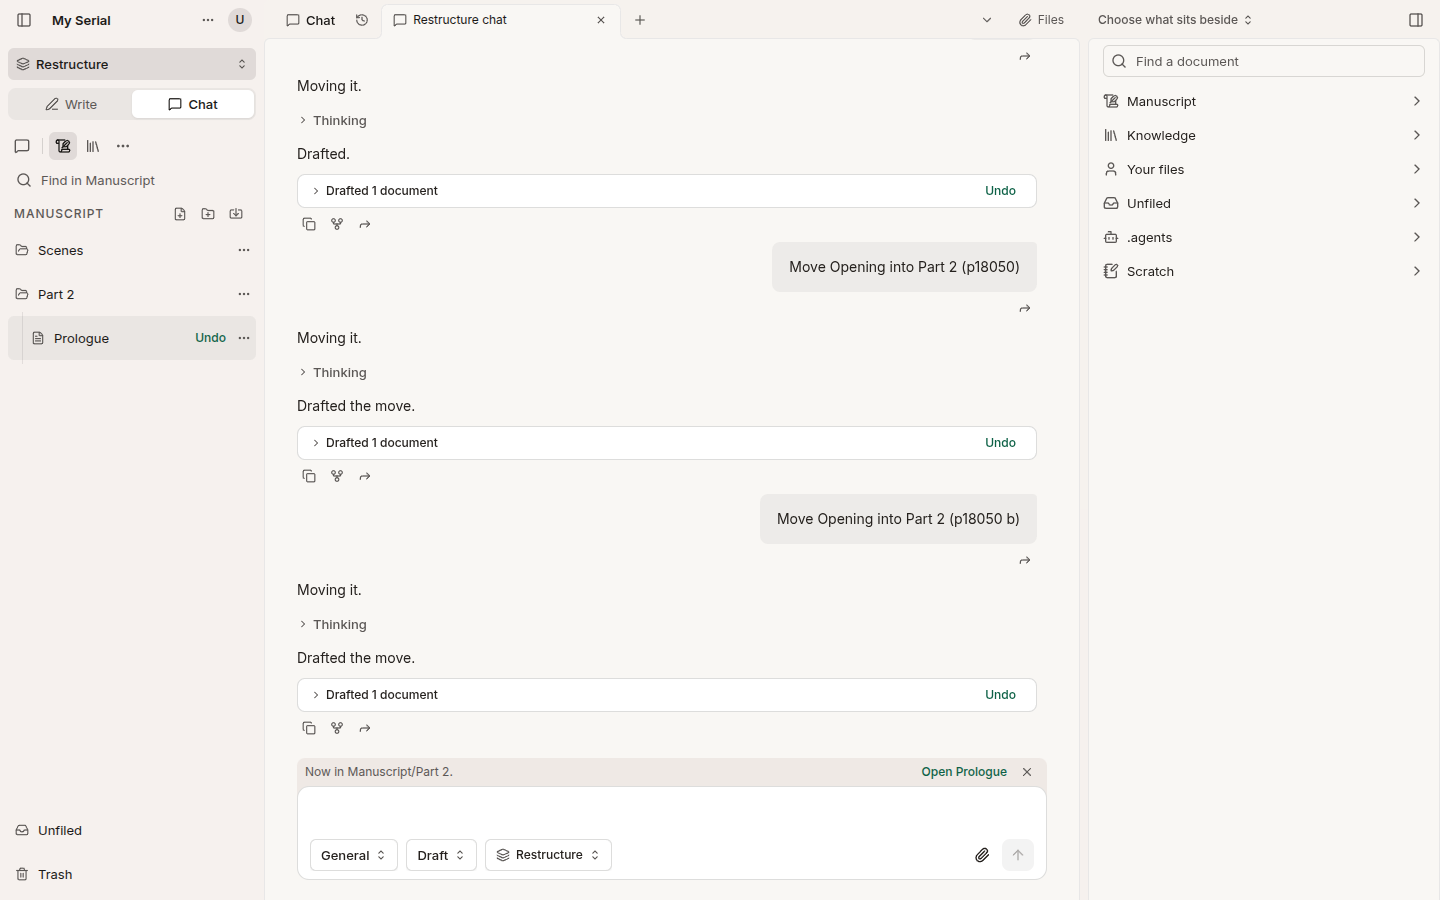 My Serial
U
Restructure
Write
Chat
Find in Manuscript
MANUSCRIPT
Scenes
Part 2
Prologue
Undo
Unfiled
Trash
Chat
Restructure chat
Files
Moving it.
Thinking
Drafted.
Drafted 1 document
Undo
Move Opening into Part 2 (p18050)
Moving it.
Thinking
Drafted the move.
Drafted 1 document
Undo
Move Opening into Part 2 (p18050 b)
Moving it.
Thinking
Drafted the move.
Drafted 1 document
Undo
Now in Manuscript/Part 2.
Open Prologue
General
Draft
Restructure
Choose what sits beside
Find a document
Manuscript
Knowledge
Your files
Unfiled
.agents
Scratch